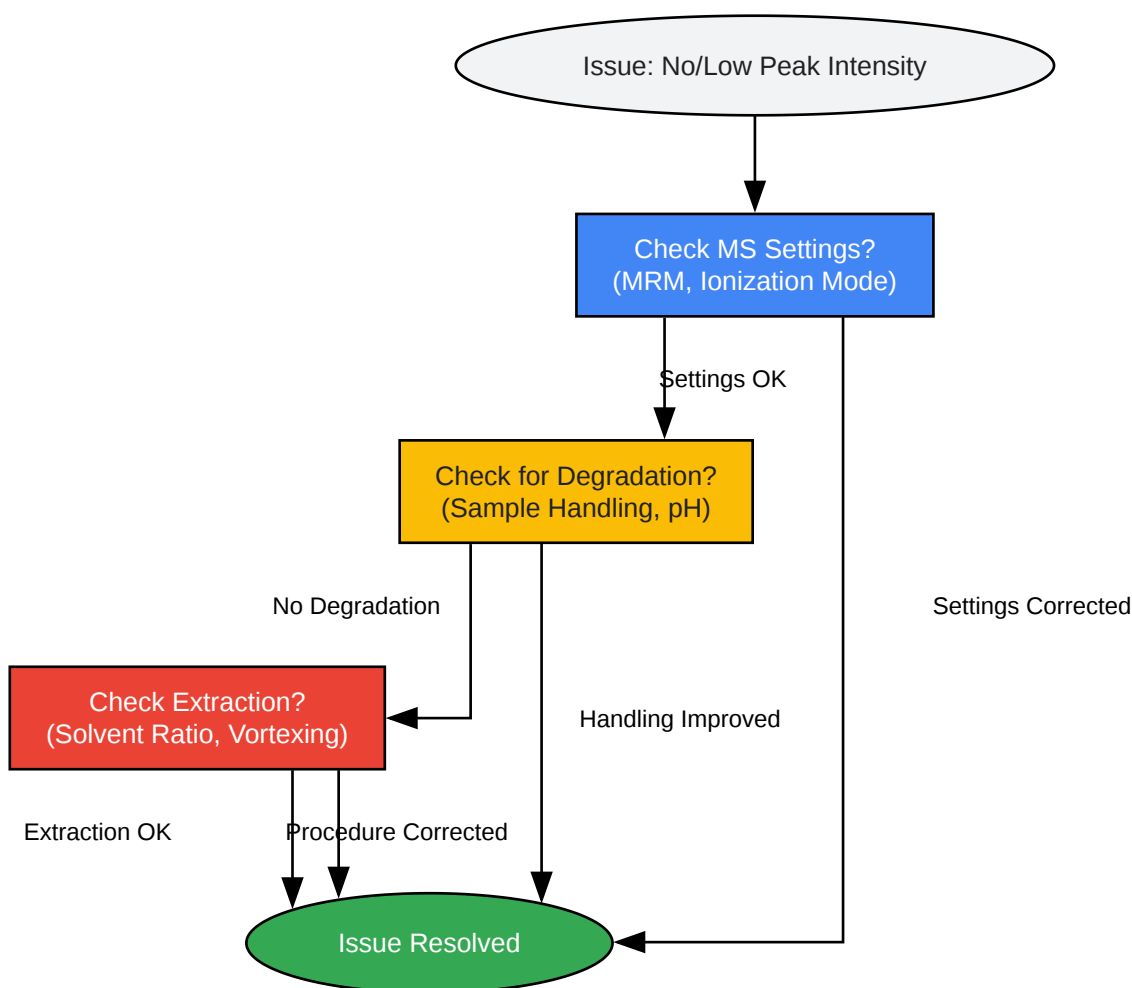 Issue: No/Low Peak Intensity
Check MS Settings?
(MRM, Ionization Mode)
Settings OK
Check for Degradation?
(Sample Handling, pH)
No Degradation
Settings Corrected
Check Extraction?
(Solvent Ratio, Vortexing)
Handling Improved
Extraction OK
Procedure Corrected
Issue Resolved